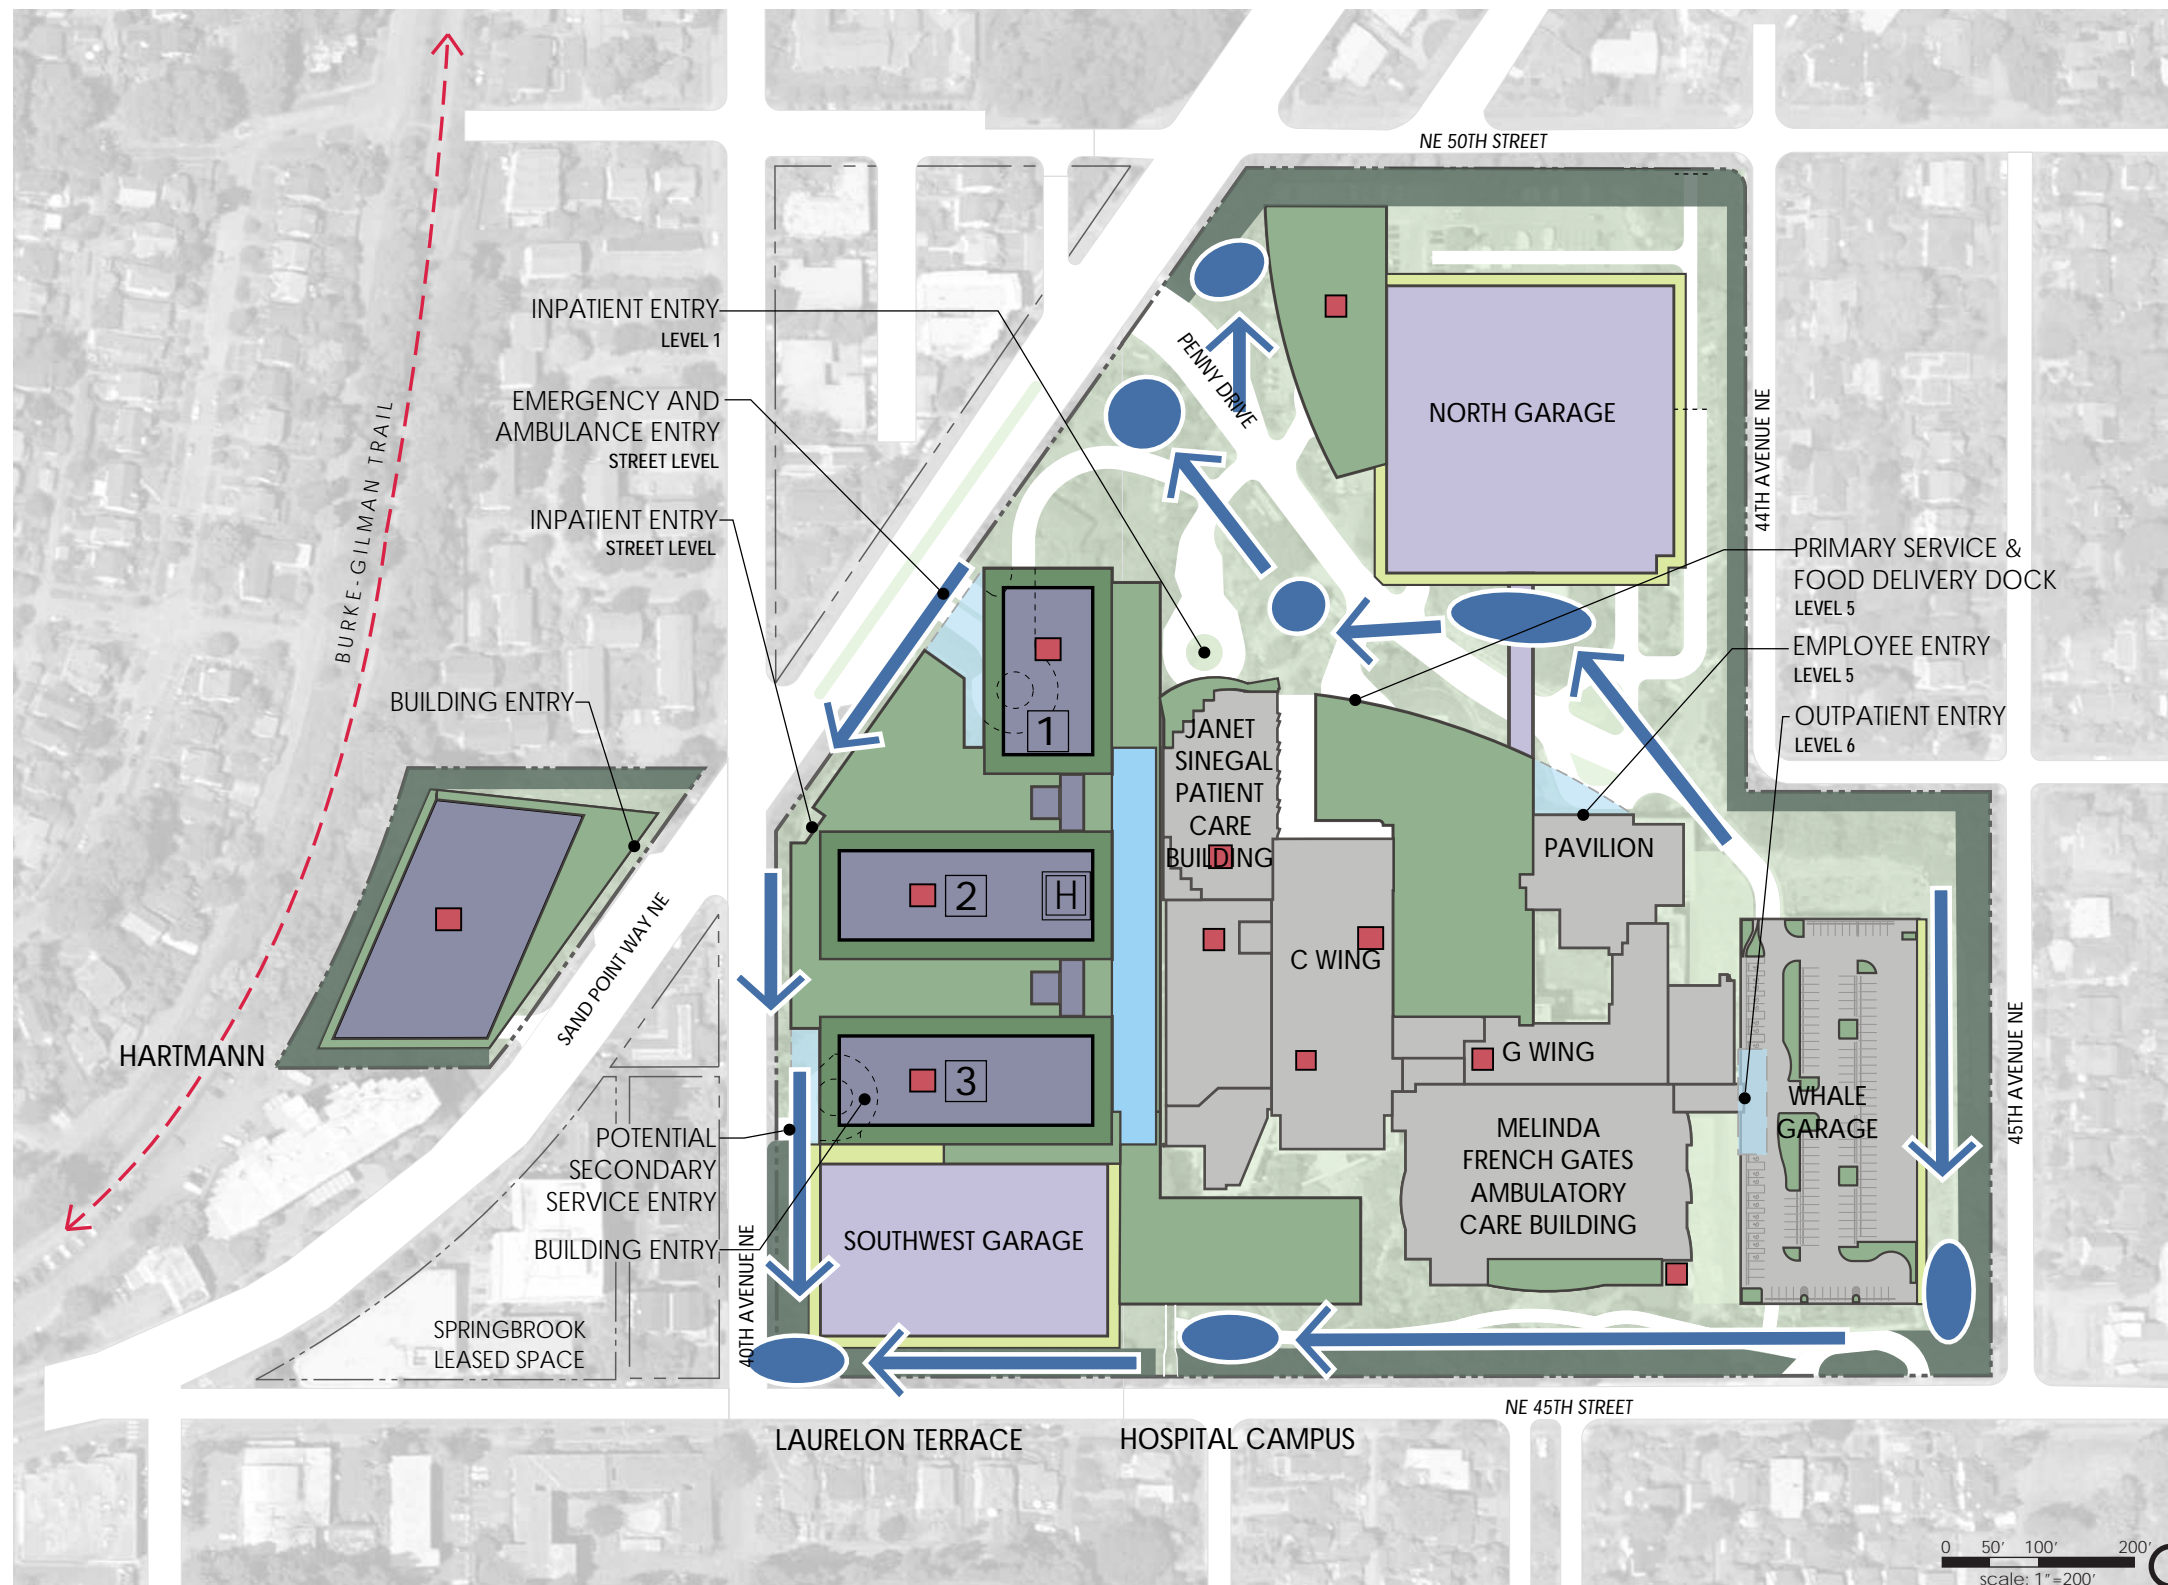 NE 50TH STREET
INPATIENT ENTRY
LEVEL 1
EMERGENCY AND
AMBULANCE ENTRY
STREET LEVEL
INPATIENT ENTRY
STREET LEVEL
BURKE-GILMAN TRAIL
BUILDING ENTRY
PENNY DRIVE
NORTH GARAGE
44TH AVENUE NE
PRIMARY SERVICE &
FOOD DELIVERY DOCK
LEVEL 5
EMPLOYEE ENTRY
LEVEL 5
OUTPATIENT ENTRY
LEVEL 6
1
JANET
SINEGAL
PATIENT
CARE
BUILDING
PAVILION
2
H
C WING
SAND POINT WAY NE
HARTMANN
3
G WING
WHALE
GARAGE
45TH AVENUE NE
MELINDA
FRENCH GATES
AMBULATORY
CARE BUILDING
POTENTIAL
SECONDARY
SERVICE ENTRY
BUILDING ENTRY
SOUTHWEST GARAGE
40TH AVENUE NE
SPRINGBROOK
LEASED SPACE
NE 45TH STREET
LAURELON TERRACE
HOSPITAL CAMPUS
0 50' 100' 200'
scale: 1"=200'